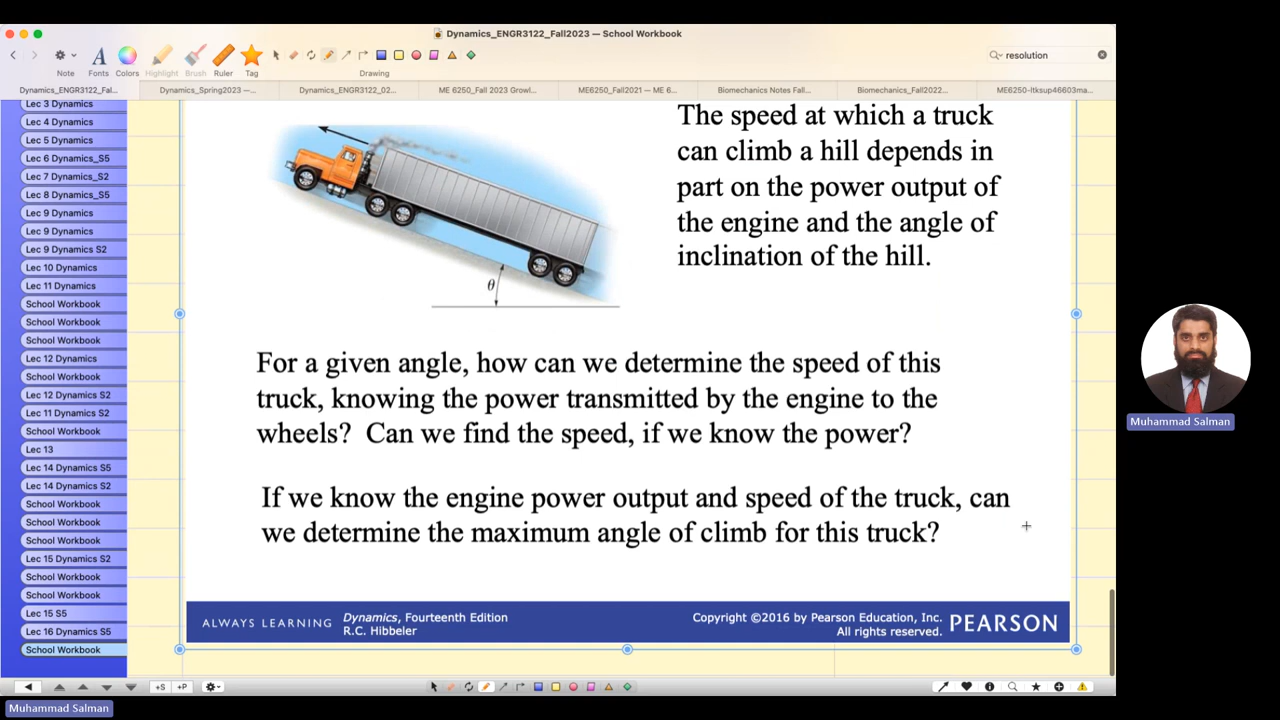 Dynamics_ENGR3122_Fall2023 — School Workbook
Note
Fonts
Colors
Highlight
Brush
Ruler
Tag
Drawing
resolution
Dynamics_ENGR3122_Fal...
Dynamics_Spring2023 —...
Dynamics_ENGR3122_02...
ME 6250_Fall 2023 Growl...
ME6250_Fall2021 — ME 6...
Biomechanics Notes Fall...
Biomechanics_Fall2022...
ME6250-ltksup46603ma...
Lec 3 Dynamics
Lec 4 Dynamics
Lec 5 Dynamics
Lec 6 Dynamics_S5
Lec 7 Dynamics_S2
Lec 8 Dynamics_S5
Lec 9 Dynamics
Lec 9 Dynamics
Lec 9 Dynamics S2
Lec 10 Dynamics
Lec 11 Dynamics
School Workbook
School Workbook
School Workbook
Lec 12 Dynamics
School Workbook
Lec 12 Dynamics S2
Lec 11 Dynamics S2
School Workbook
Lec 13
Lec 14 Dynamics S5
Lec 14 Dynamics S2
School Workbook
School Workbook
School Workbook
Lec 15 Dynamics S2
School Workbook
School Workbook
Lec 15 S5
Lec 16 Dynamics S5
School Workbook
The speed at which a truck
can climb a hill depends in
part on the power output of
the engine and the angle of
inclination of the hill.
θ
For a given angle, how can we determine the speed of this
truck, knowing the power transmitted by the engine to the
wheels? Can we find the speed, if we know the power?
If we know the engine power output and speed of the truck, can
we determine the maximum angle of climb for this truck?
ALWAYS LEARNING
Dynamics, Fourteenth Edition
R.C. Hibbeler
Copyright ©2016 by Pearson Education, Inc.
All rights reserved.
PEARSON
+S
+P
Muhammad Salman
Muhammad Salman